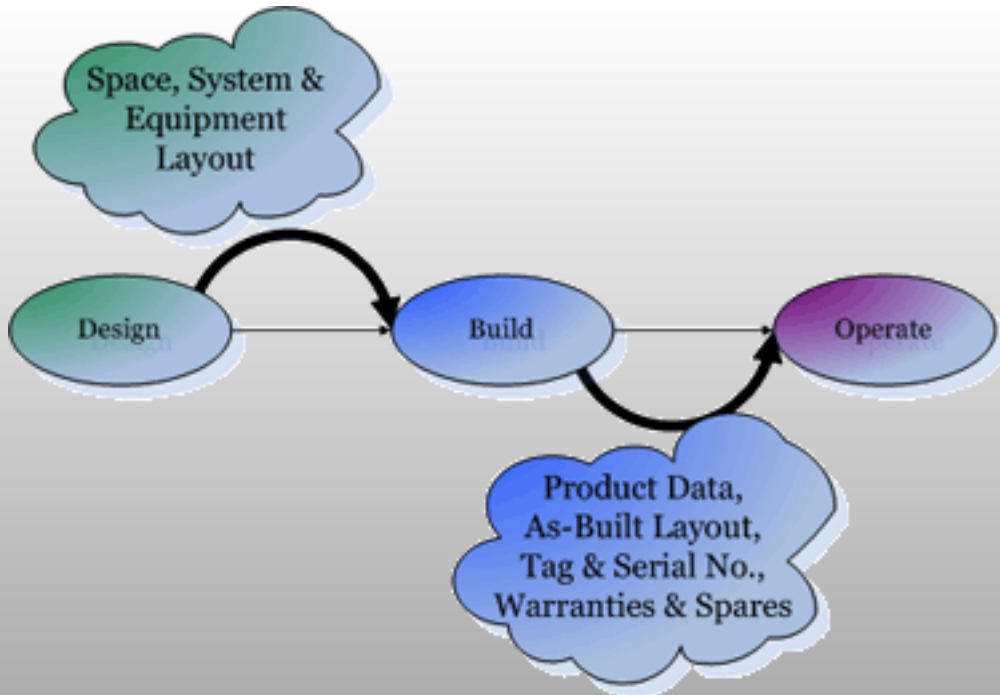 Space, System &
Equipment
Layout
Design
Build
Operate
Product Data,
As-Built Layout,
Tag & Serial No.,
Warranties & Spares